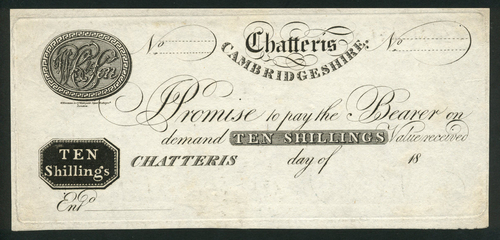 No
Chatteris
No
CAMBRIDGESHIRE:
Promise to pay the Bearer on
demand TEN SHILLINGS Value received
CHATTERIS day of 18
TEN
Shillings
Entd